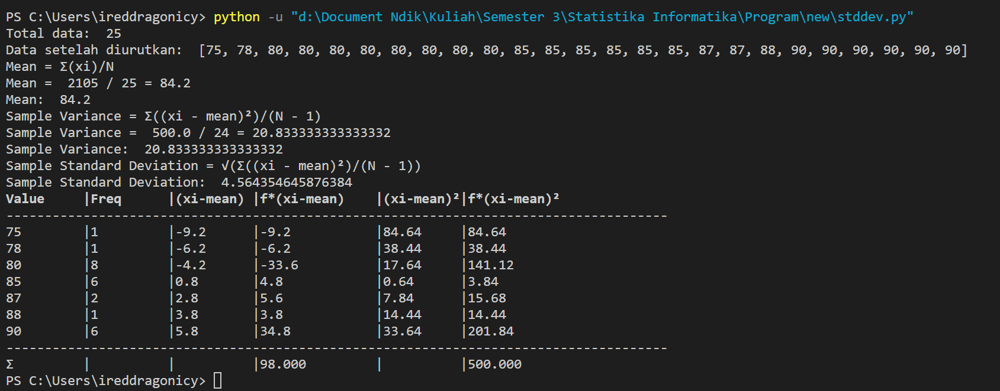 PS C:\Users\ireddragonicy> python -u "d:\Document Ndik\Kuliah\Semester 3\Statistika Informatika\Program\new\stddev.py"
Total data:  25
Data setelah diurutkan:  [75, 78, 80, 80, 80, 80, 80, 80, 80, 80, 85, 85, 85, 85, 85, 85, 87, 87, 88, 90, 90, 90, 90, 90, 90]
Mean = Σ(xi)/N
Mean =  2105 / 25 = 84.2
Mean:  84.2
Sample Variance = Σ((xi - mean)²)/(N - 1)
Sample Variance =  500.0 / 24 = 20.833333333333332
Sample Variance:  20.833333333333332
Sample Standard Deviation = √(Σ((xi - mean)²)/(N - 1))
Sample Standard Deviation:  4.564354645876384
Value     |Freq      |(xi-mean) |f*(xi-mean)    |(xi-mean)²|f*(xi-mean)²
--------------------------------------------------------------------------------------
75        |1         |-9.2      |-9.2           |84.64     |84.64
78        |1         |-6.2      |-6.2           |38.44     |38.44
80        |8         |-4.2      |-33.6          |17.64     |141.12
85        |6         |0.8       |4.8            |0.64      |3.84
87        |2         |2.8       |5.6            |7.84      |15.68
88        |1         |3.8       |3.8            |14.44     |14.44
90        |6         |5.8       |34.8           |33.64     |201.84
--------------------------------------------------------------------------------------
Σ         |          |          |98.000         |          |500.000
PS C:\Users\ireddragonicy>